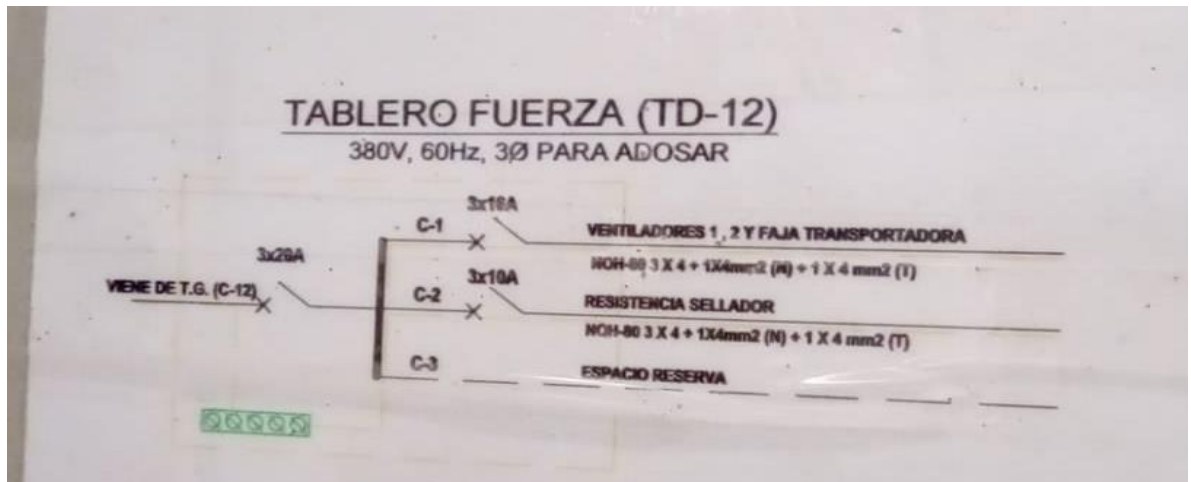 TABLERO FUERZA (TD-12)
380V, 60Hz, 3Ø PARA ADOSAR
C-1
VENTILADORES 1 , 2 Y FAJA TRANSPORTADORA
NOH-80 3 X 4 + 1X4mm2 (N) + 1 X 4 mm2 (T)
3x20A
VIENE DE T.G. (C-12)
C-2
3x10A
RESISTENCIA SELLADOR
NOH-80 3 X 4 + 1X4mm2 (N) + 1 X 4 mm2 (T)
C-3
ESPACIO RESERVA